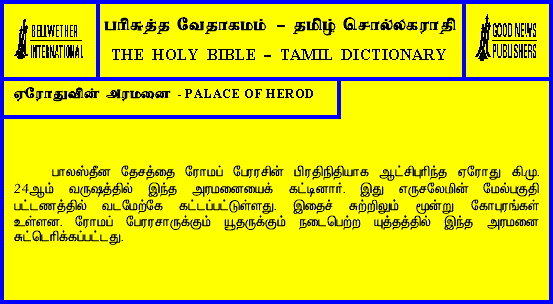 BELLWETHER
INTERNATIONAL
பரிசுத்த வேதாகமம் – தமிழ் சொல்லகராதி
THE HOLY BIBLE – TAMIL DICTIONARY
GOOD NEWS
PUBLISHERS
ஏரோதுவின் அரமனை - PALACE OF HEROD
பாலஸ்தீன தேசத்தை ரோமப் பேரரசின் பிரதிநிதியாக ஆட்சிபுரிந்த ஏரோது கிமு.
24ஆம் வருஷத்தில் இந்த அரமனையைக் கட்டினார். இது எருசலேமின் மேல்பகுதி
பட்டணத்தில் வடமேற்கே கட்டப்பட்டுள்ளது. இதைச் சுற்றிலும் மூன்று கோபுரங்கள்
உள்ளன. ரோமப் பேரரசாருக்கும் யூதருக்கும் நடைபெற்ற யுத்தத்தில் இந்த அரமனை
சுட்டெரிக்கப்பட்டது.